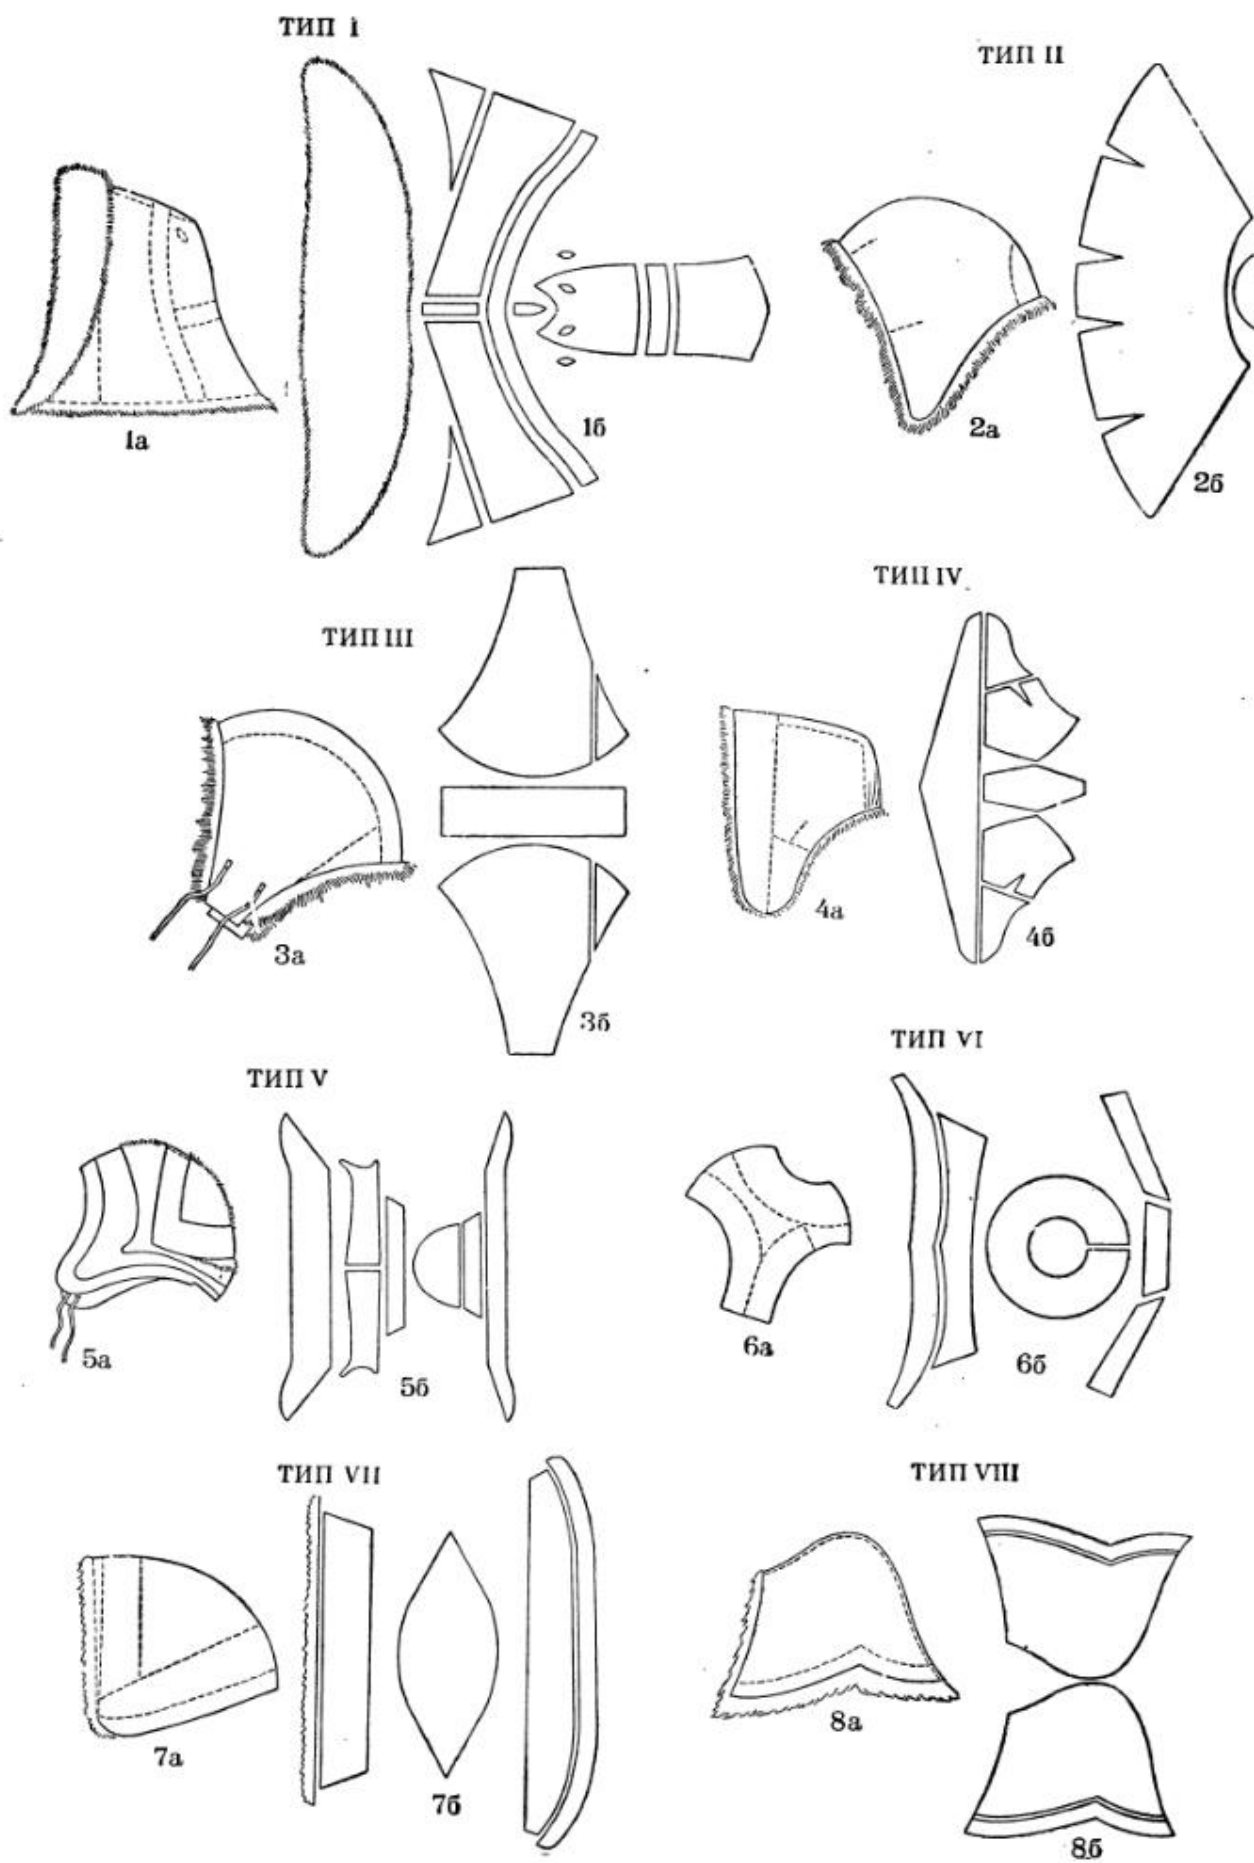 ТИП I
ТИП II
1а
1б
2а
2б
ТИП III
ТИП IV
3а
3б
4а
4б
ТИП V
ТИП VI
5а
5б
6а
6б
ТИП VII
ТИП VIII
7а
7б
8а
8б